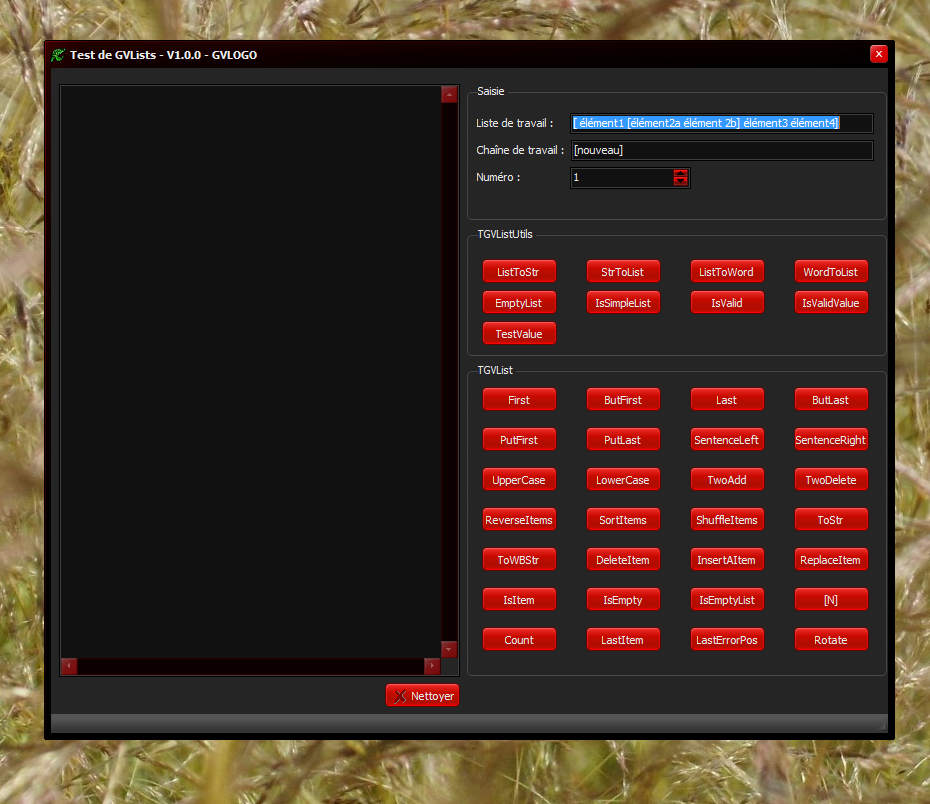 Test de GVLists - V1.0.0 - GVLOGO
Saisie
Liste de travail :
[ élément1 [élément2a élément 2b] élément3 élément4]
Chaîne de travail :
[nouveau]
Numéro :
1
TGVListUtils
ListToStr StrToList ListToWord WordToList
EmptyList IsSimpleList IsValid IsValidValue
TestValue
TGVList
First ButFirst Last ButLast
PutFirst PutLast SentenceLeft SentenceRight
UpperCase LowerCase TwoAdd TwoDelete
ReverseItems SortItems ShuffleItems ToStr
ToWBStr DeleteItem InsertAItem ReplaceItem
IsItem IsEmpty IsEmptyList [N]
Count LastItem LastErrorPos Rotate
Nettoyer